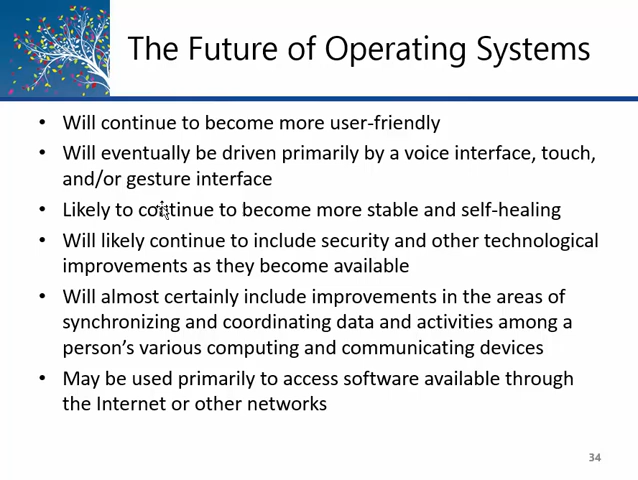 The Future of Operating Systems
• Will continue to become more user-friendly
• Will eventually be driven primarily by a voice interface, touch,
and/or gesture interface
• Likely to continue to become more stable and self-healing
• Will likely continue to include security and other technological
improvements as they become available
• Will almost certainly include improvements in the areas of
synchronizing and coordinating data and activities among a
person’s various computing and communicating devices
• May be used primarily to access software available through
the Internet or other networks
34